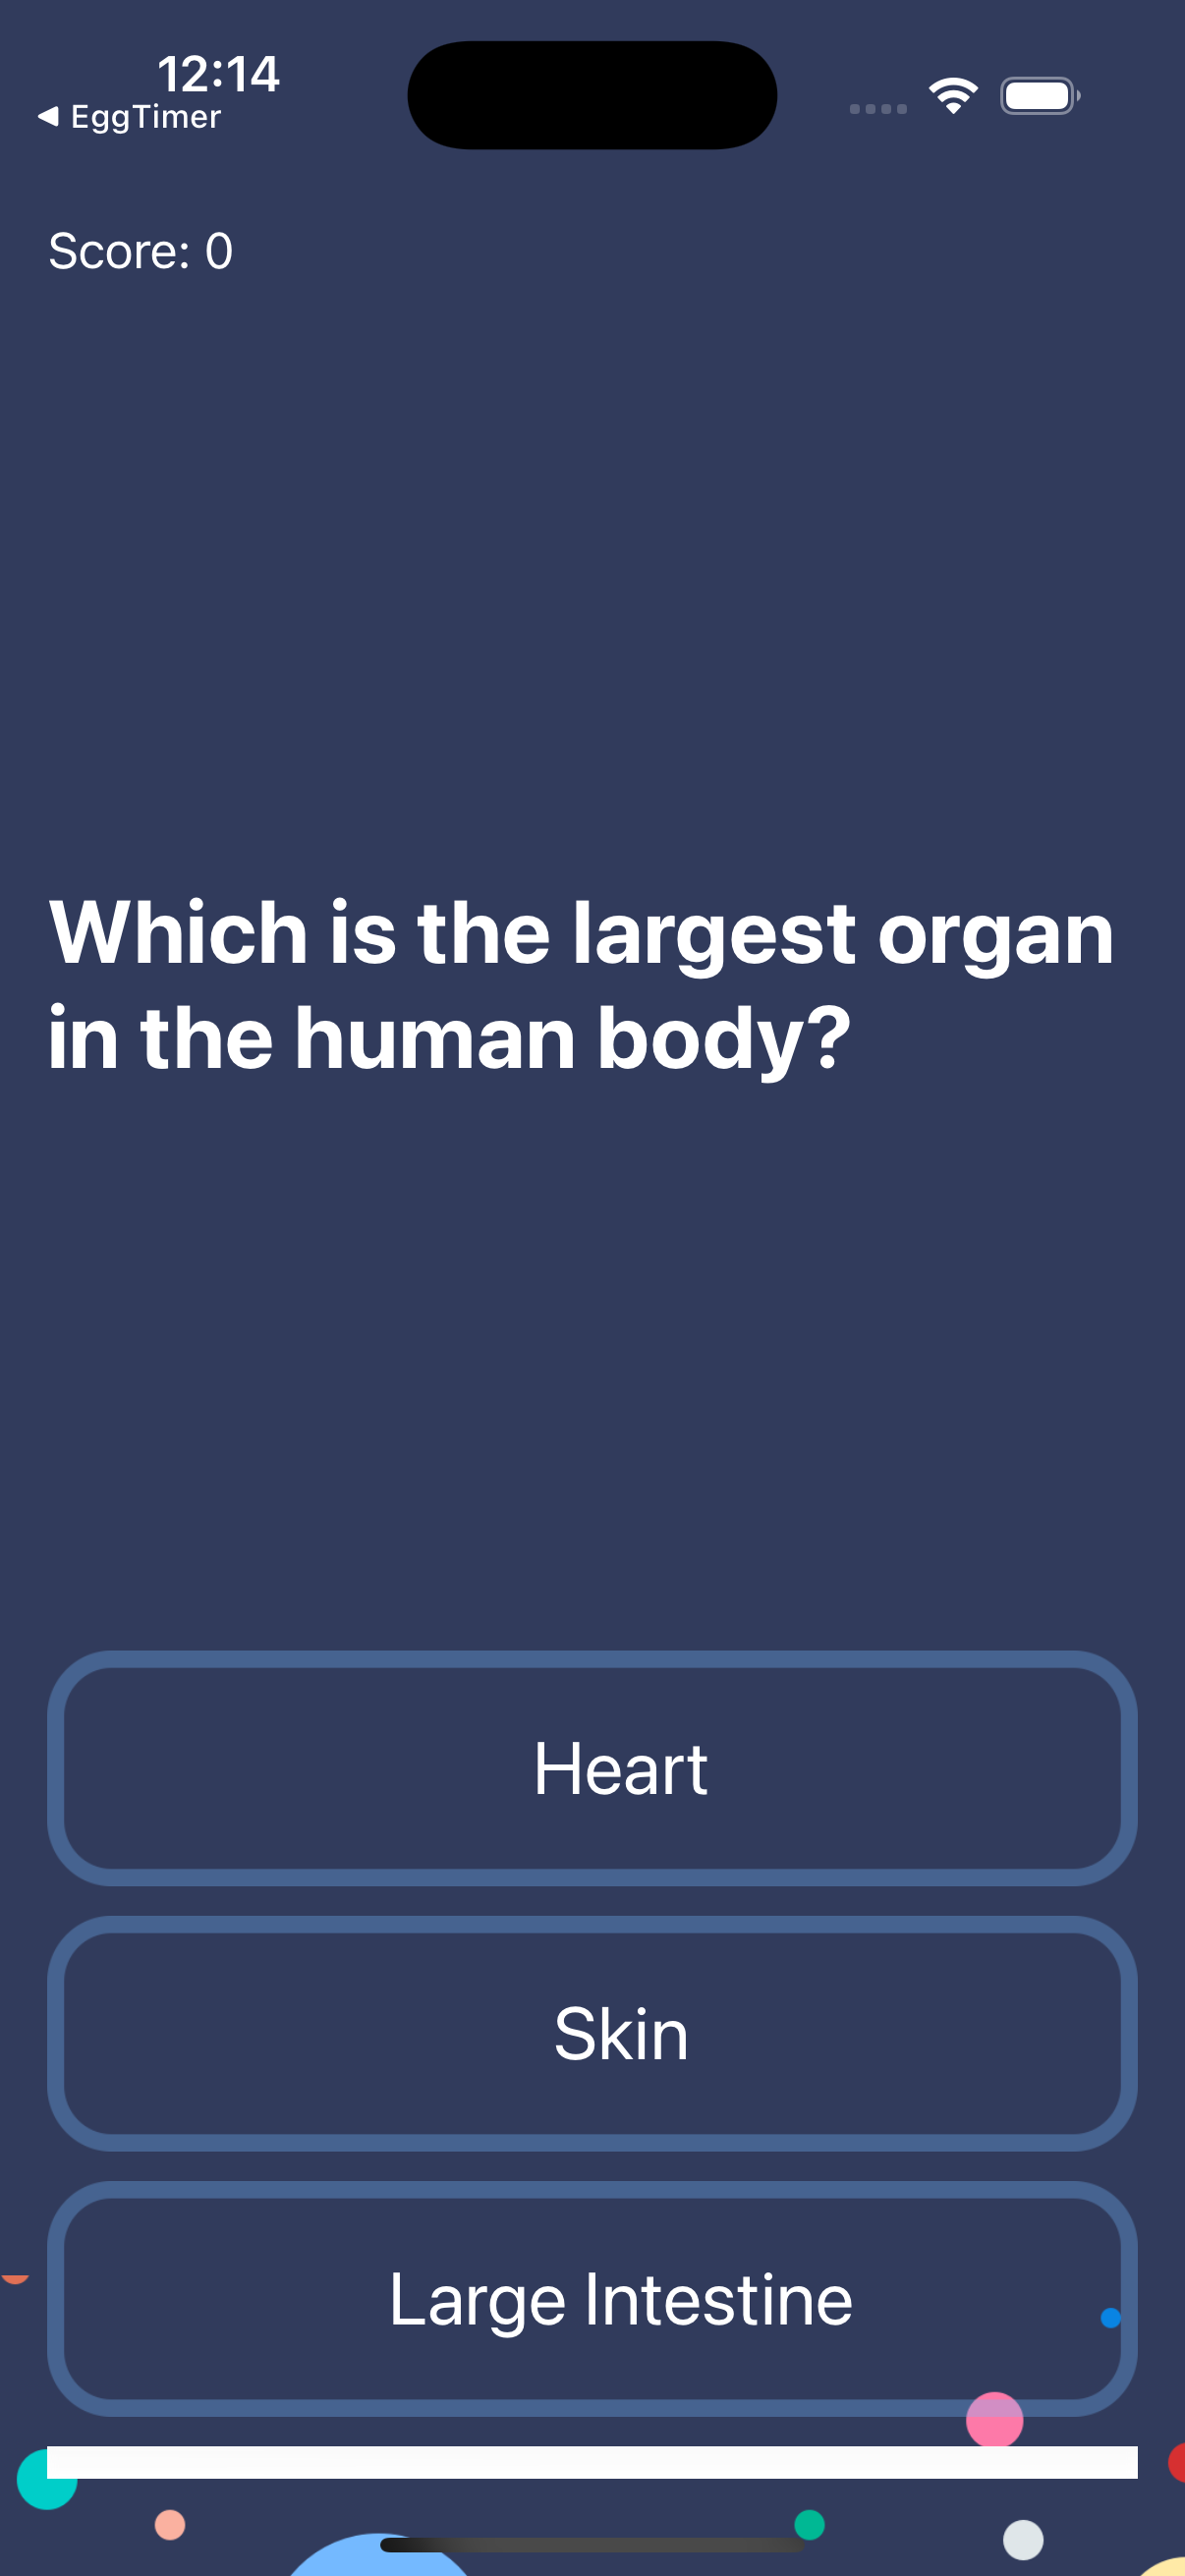 12:14
◀ EggTimer
Score: 0
Which is the largest organ
in the human body?
Heart
Skin
Large Intestine